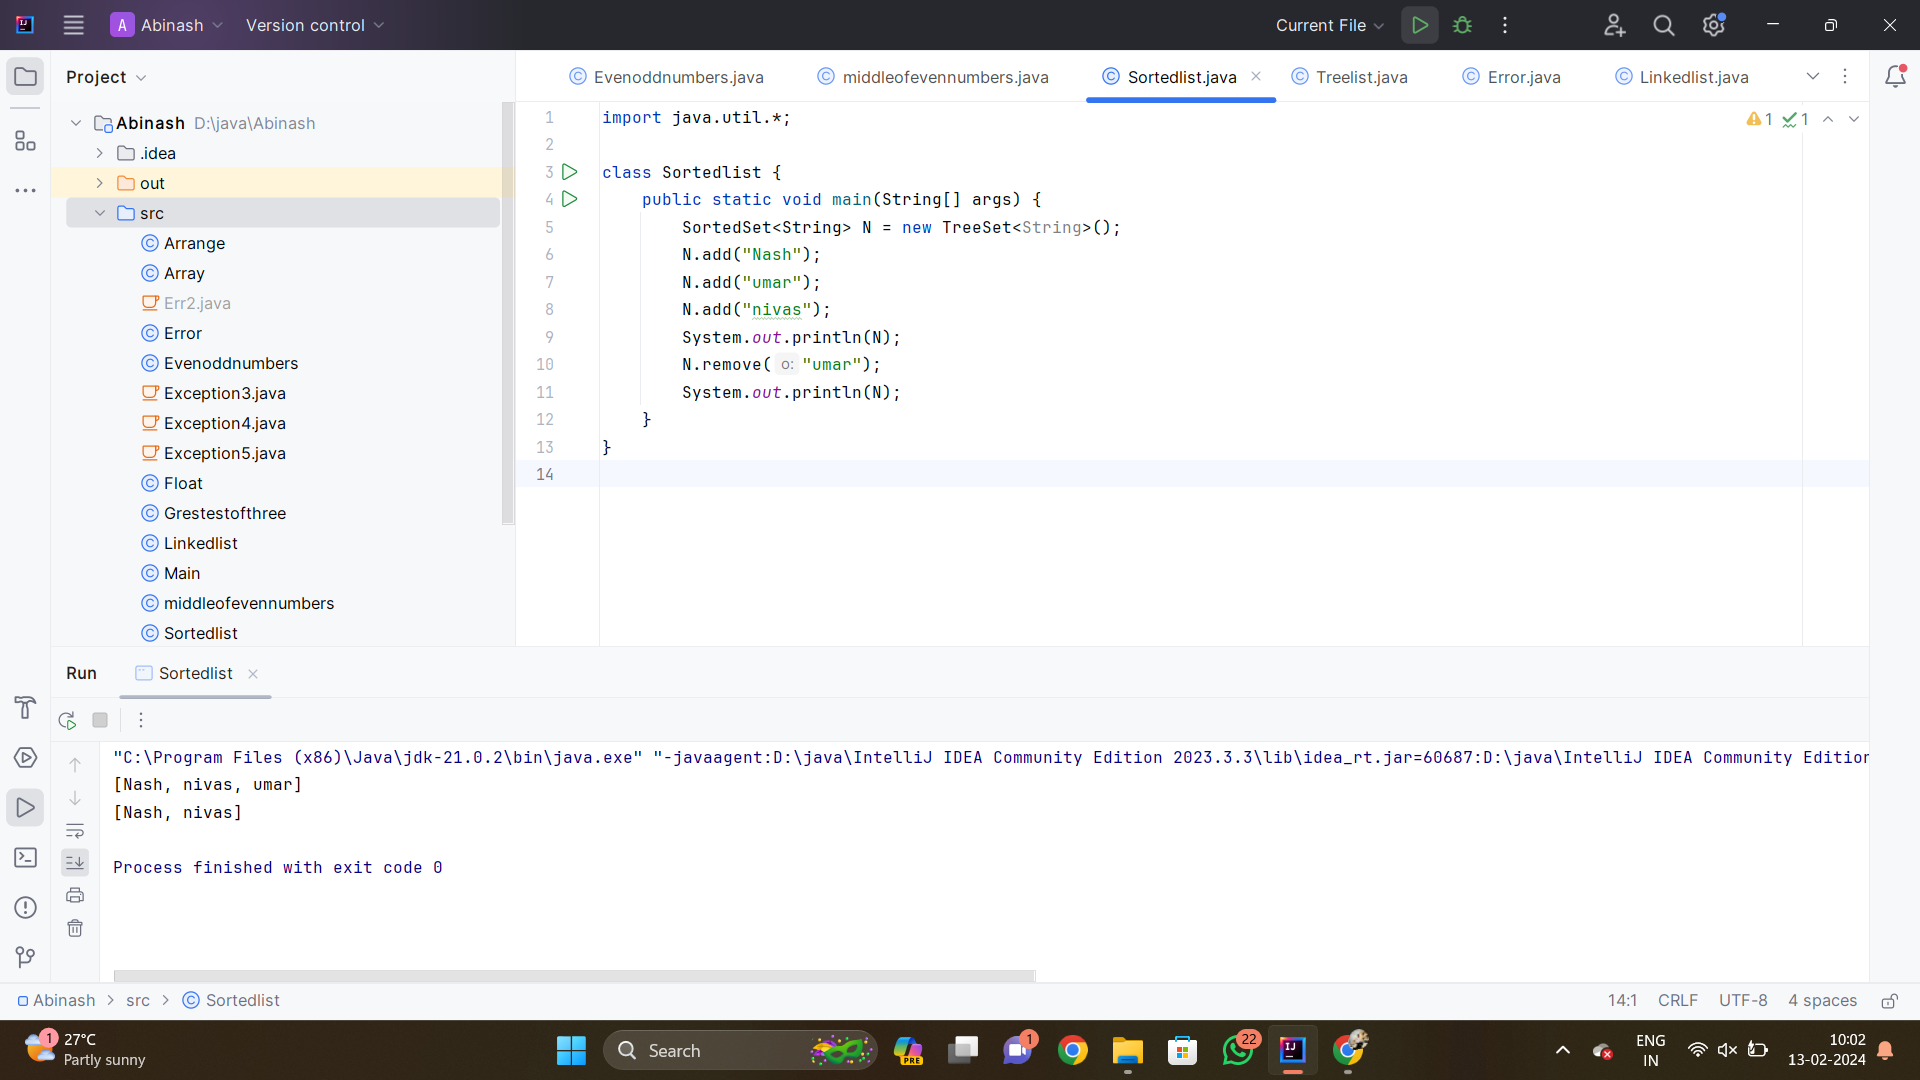 A Abinash Version control Current File
Project
Evenoddnumbers.java middleofevennumbers.java Sortedlist.java Treelist.java Error.java Linkedlist.java
Abinash D:\java\Abinash
.idea
out
src
Arrange
Array
Err2.java
Error
Evenoddnumbers
Exception3.java
Exception4.java
Exception5.java
Float
Grestestofthree
Linkedlist
Main
middleofevennumbers
Sortedlist
1 import java.util.*; 1 1
2
3 class Sortedlist {
4 public static void main(String[] args) {
5 SortedSet<String> N = new TreeSet<String>();
6 N.add("Nash");
7 N.add("umar");
8 N.add("nivas");
9 System.out.println(N);
10 N.remove( o: "umar");
11 System.out.println(N);
12 }
13 }
14
Run Sortedlist
"C:\Program Files (x86)\Java\jdk-21.0.2\bin\java.exe" "-javaagent:D:\java\IntelliJ IDEA Community Edition 2023.3.3\lib\idea_rt.jar=60687:D:\java\IntelliJ IDEA Community Edition
[Nash, nivas, umar]
[Nash, nivas]
Process finished with exit code 0
Abinash > src > Sortedlist 14:1 CRLF UTF-8 4 spaces
1 27°C
Partly sunny
Search
PRE
1
22
ENG
IN
10:02
13-02-2024